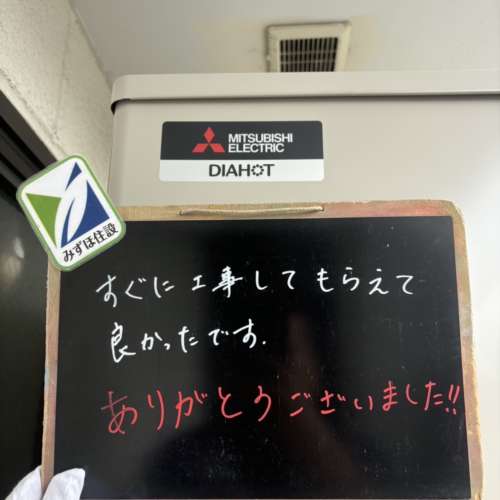 MITSUBISHI
ELECTRIC
DIAHOT
みずほ住設
すぐに工事してもらえて
良かったです.
ありがとうございました!!